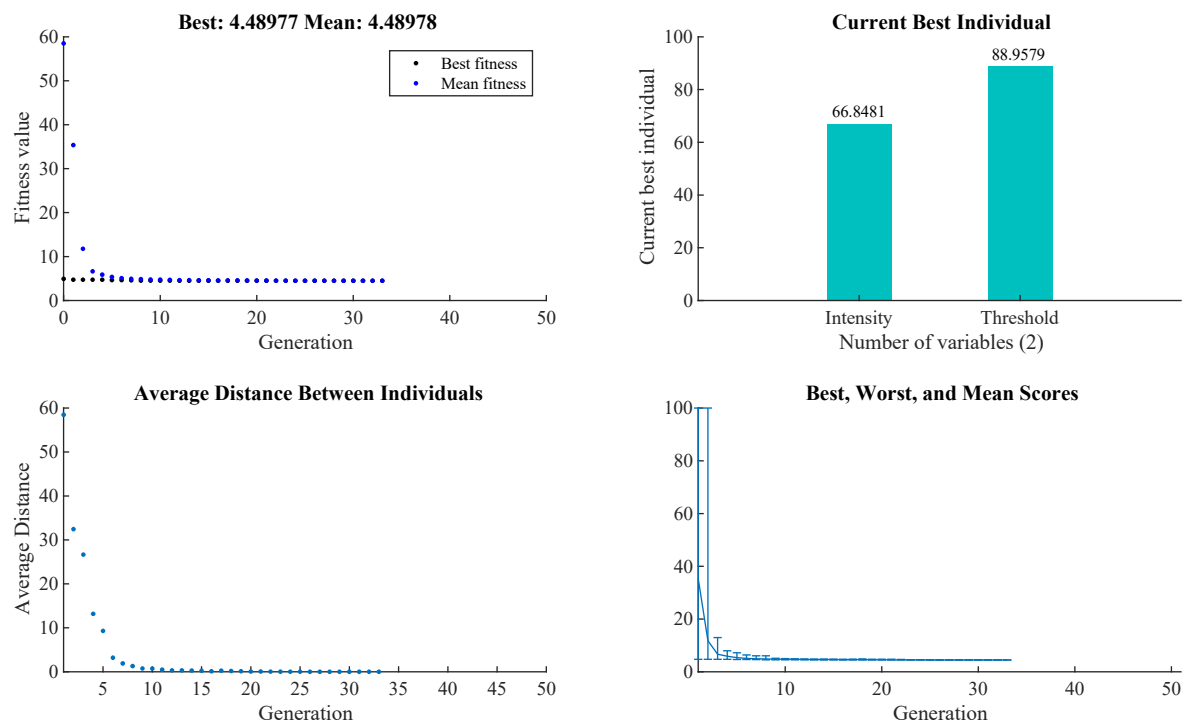 Best: 4.48977 Mean: 4.48978
60
50
40
30
20
10
0
Fitness value
Best fitness
Mean fitness
0 10 20 30 40 50
Generation
Current Best Individual
100
80
60
40
20
0
Current best individual
66.8481
88.9579
Intensity Threshold
Number of variables (2)
Average Distance Between Individuals
60
50
40
30
20
10
0
Average Distance
5 10 15 20 25 30 35 40 45 50
Generation
Best, Worst, and Mean Scores
100
80
60
40
20
0
10 20 30 40 50
Generation